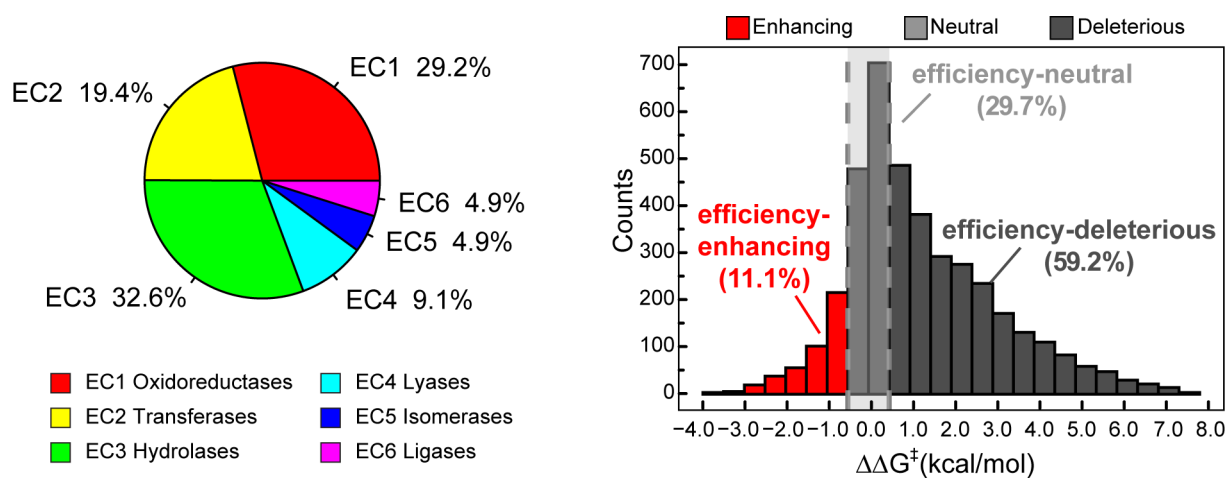 EC1 29.2%
EC2 19.4%
EC6 4.9%
EC5 4.9%
EC3 32.6%
EC4 9.1%
EC1 Oxidoreductases
EC4 Lyases
EC2 Transferases
EC5 Isomerases
EC3 Hydrolases
EC6 Ligases
Enhancing
Neutral
Deleterious
Counts
700
600
500
400
300
200
100
0
efficiency-neutral
(29.7%)
efficiency-
enhancing
(11.1%)
efficiency-deleterious
(59.2%)
−4.0 −3.0 −2.0 −1.0 0.0 1.0 2.0 3.0 4.0 5.0 6.0 7.0 8.0
ΔΔG‡(kcal/mol)